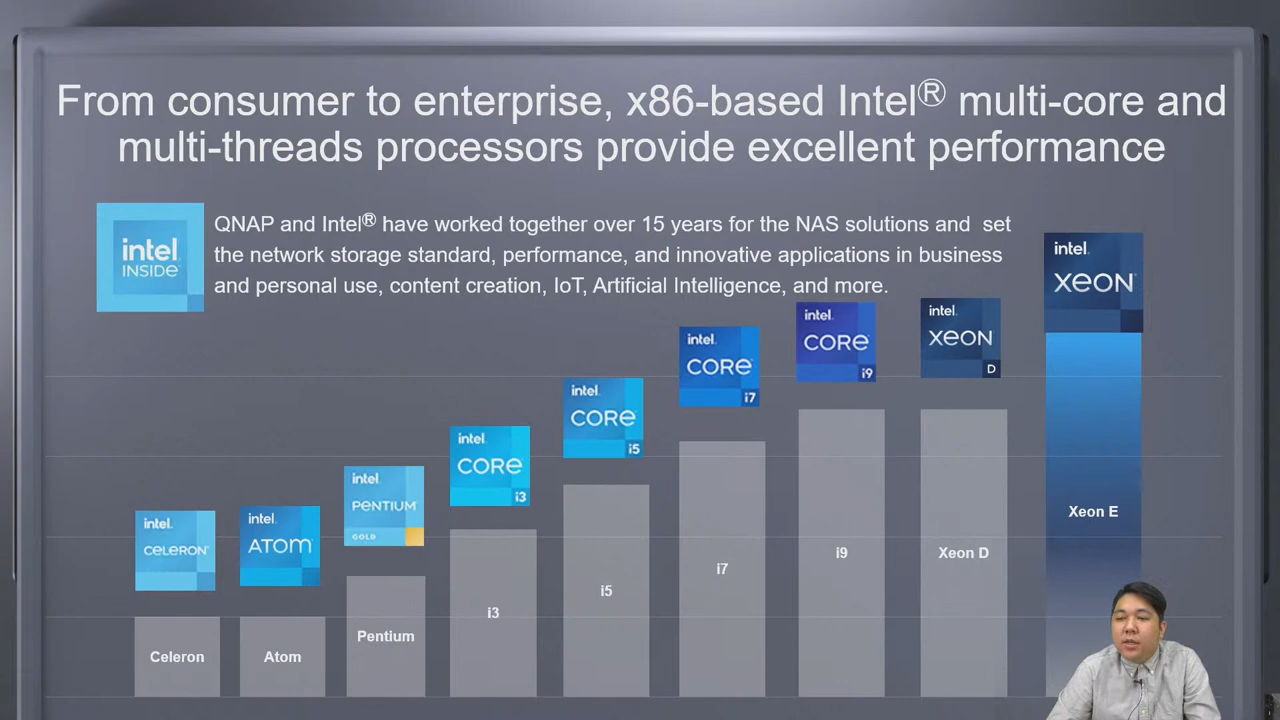 From consumer to enterprise, x86-based Intel® multi-core and
multi-threads processors provide excellent performance
intel
INSIDE
QNAP and Intel® have worked together over 15 years for the NAS solutions and set
the network storage standard, performance, and innovative applications in business
and personal use, content creation, IoT, Artificial Intelligence, and more.
intel
CELERON
intel
ATOM
intel
PENTIUM
GOLD
intel
CORE
i3
intel
CORE
i5
intel
CORE
i7
intel
CORE
i9
intel
XEON
D
intel
XEON
Celeron
Atom
Pentium
i3
i5
i7
i9
Xeon D
Xeon E